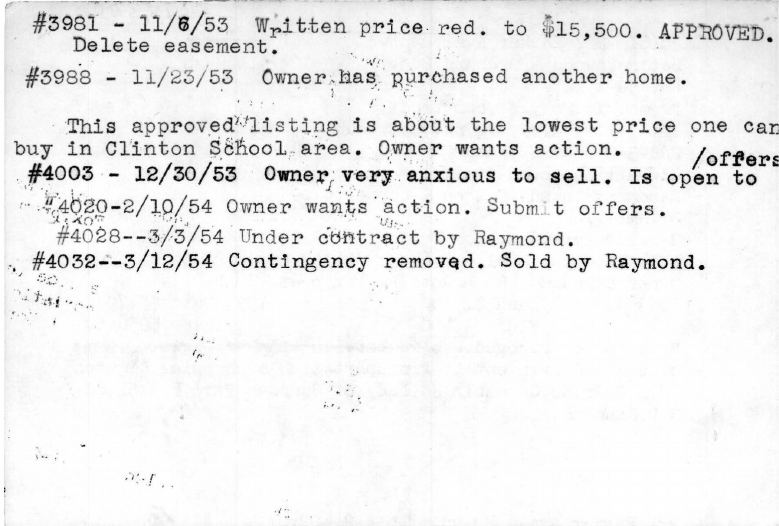 #3981 - 11/6/53 Written price red. to $15,500. APPROVED.
Delete easement.
#3988 - 11/23/53 Owner has purchased another home.
This approved listing is about the lowest price one can
buy in Clinton School area. Owner wants action.
/offers
#4003 - 12/30/53 Owner very anxious to sell. Is open to
#4020-2/10/54 Owner wants action. Submit offers.
#4028--3/3/54 Under contract by Raymond.
#4032--3/12/54 Contingency removed. Sold by Raymond.